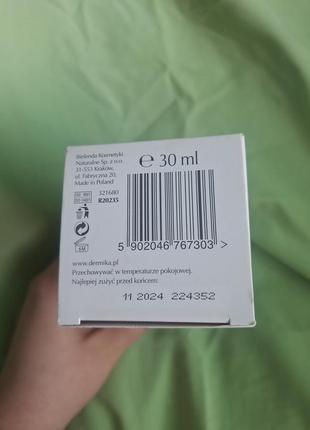 Bielenda Kosmetyki
Naturalne Sp. z o.o.
31-553 Kraków,
ul. Fabryczna 20,
Made in Poland
℮ 30 ml
321680
R20235
6M
5 902046 767303 >
www.dermika.pl
Przechowywać w temperaturze pokojowej.
Najlepiej zużyć przed końcem:
11 2024 224352